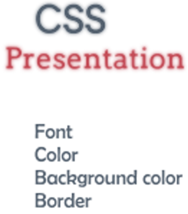 CSS
Presentation
Font
Color
Background color
Border